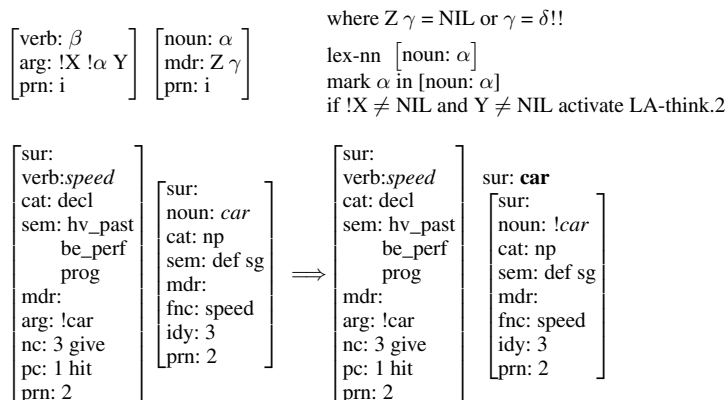 verb: β
arg: !X !α Y
prn: i
noun: α
mdr: Z γ
prn: i
where Z γ = NIL or γ = δ!!
lex-nn [noun: α]
mark α in [noun: α]
if !X ≠ NIL and Y ≠ NIL activate LA-think.2
sur:
verb:speed
cat: decl
sem: hv_past
be_perf
prog
mdr:
arg: !car
nc: 3 give
pc: 1 hit
prn: 2
sur:
noun: car
cat: np
sem: def sg
mdr:
fnc: speed
idy: 3
prn: 2
⟹
sur:
verb:speed
cat: decl
sem: hv_past
be_perf
prog
mdr:
arg: !car
nc: 3 give
pc: 1 hit
prn: 2
sur: car
sur:
noun: !car
cat: np
sem: def sg
mdr:
fnc: speed
idy: 3
prn: 2